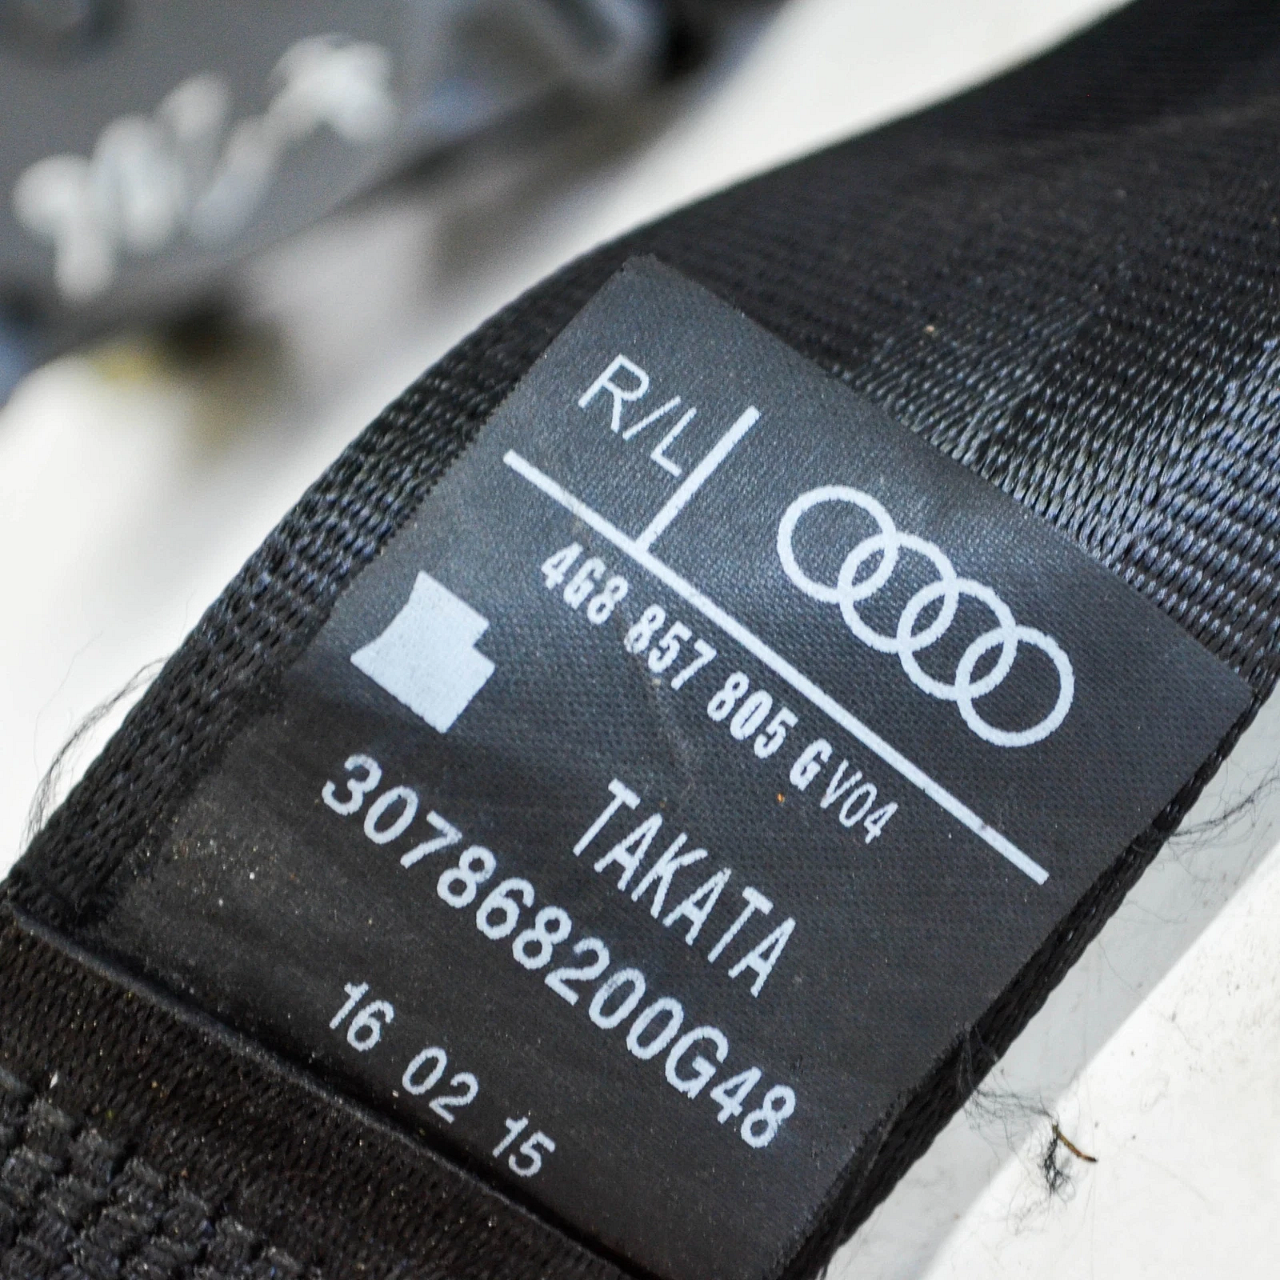 R/L
4G8 857 805 G V04
TAKATA
307868200G48
16 02 15